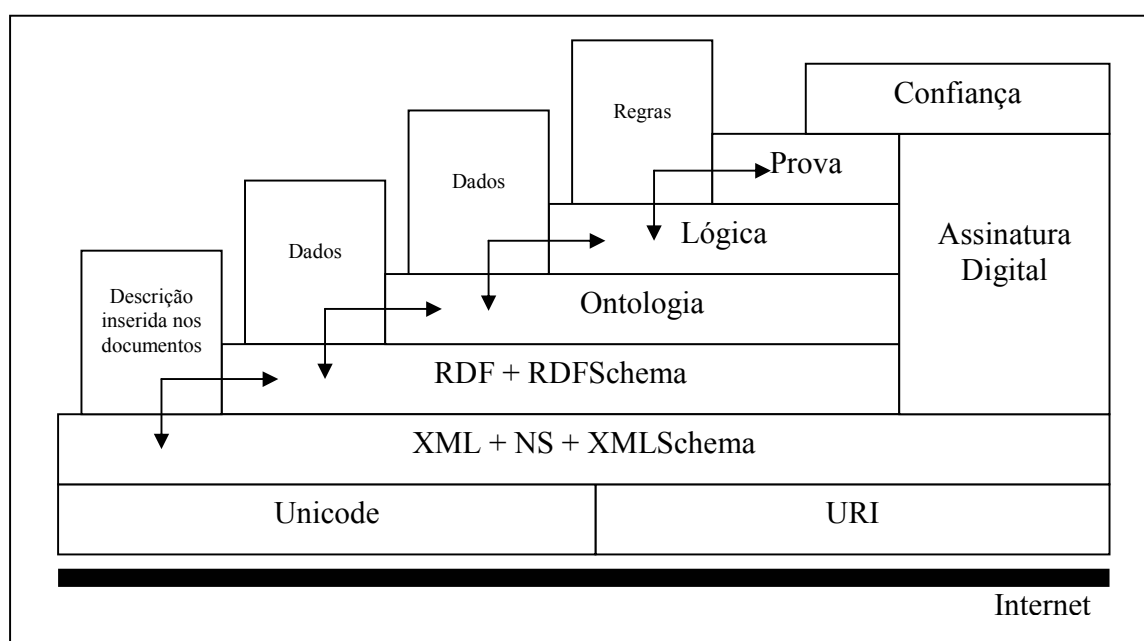 Confiança
Regras
Prova
Dados
Lógica
Assinatura
Digital
Dados
Ontologia
Descrição
inserida nos
documentos
RDF + RDFSchema
XML + NS + XMLSchema
Unicode
URI
Internet